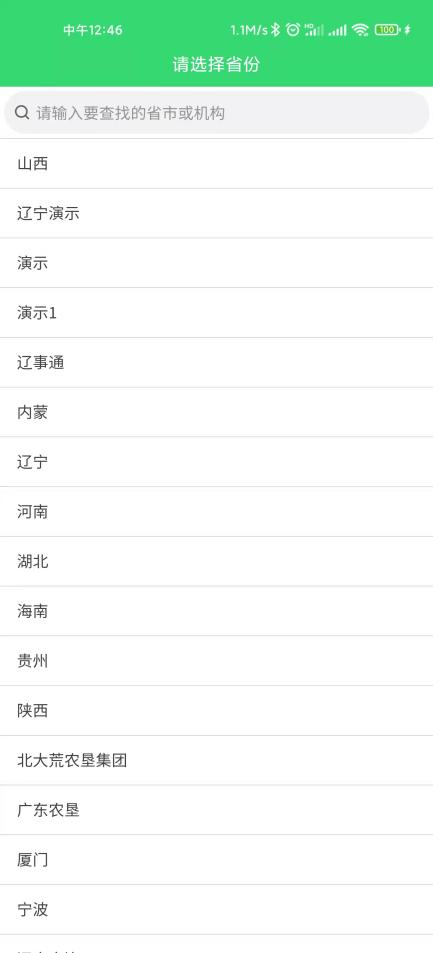 中午12:46
1.1M/s
HD
100
请选择省份
请输入要查找的省市或机构
山西
辽宁演示
演示
演示1
辽事通
内蒙
辽宁
河南
湖北
海南
贵州
陕西
北大荒农垦集团
广东农垦
厦门
宁波